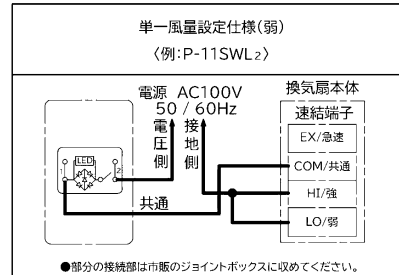 単一風量設定仕様(弱)
〈例:P-11SWL2〉
電源 AC100V
50 / 60Hz
電圧側
接地側
換気扇本体
速結端子
EX/急速
COM/共通
HI/強
LO/弱
LED
1
2
共通
●部分の接続部は市販のジョイントボックスに収めてください。